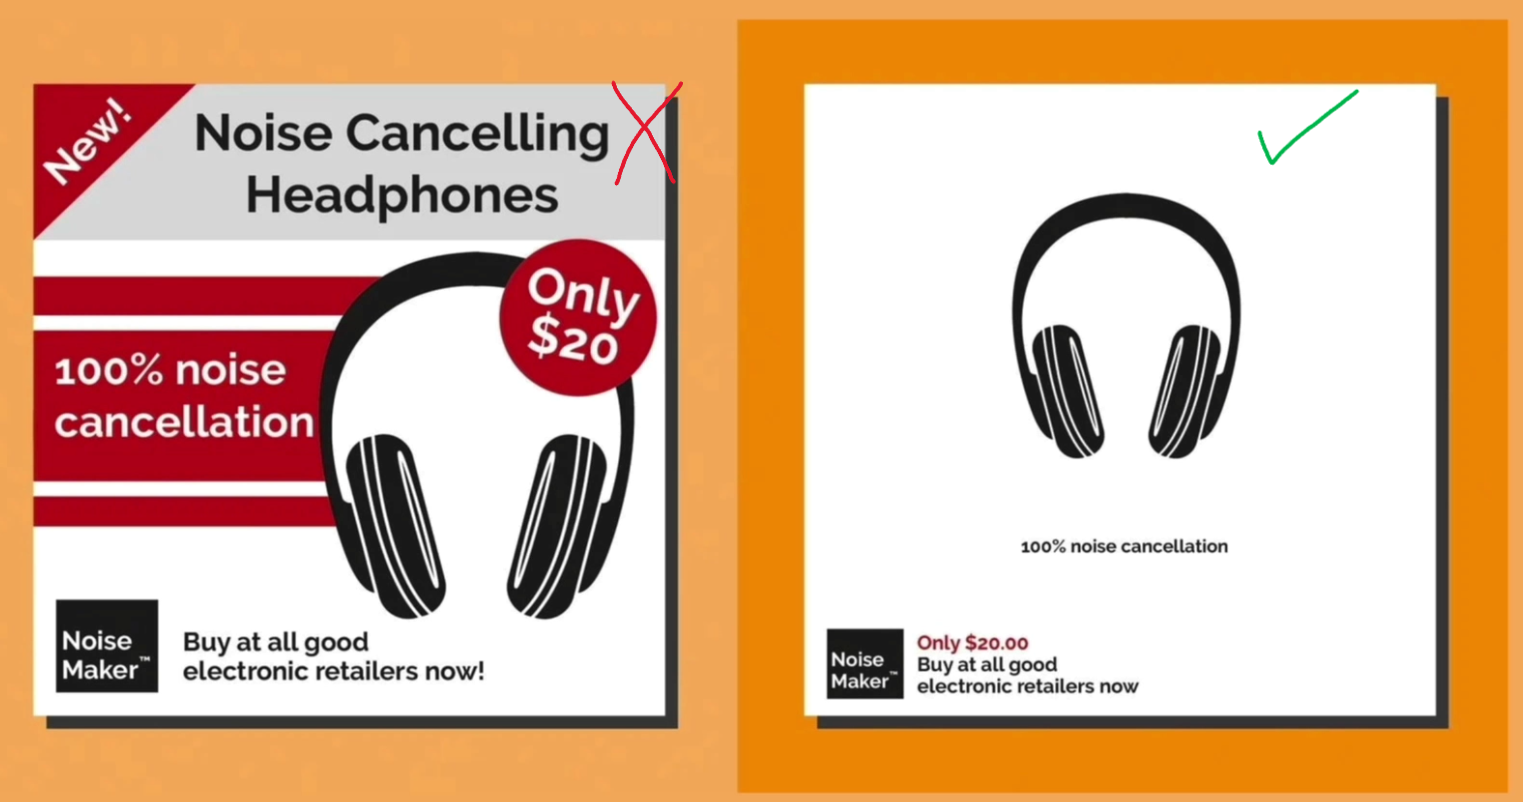 New!
Noise Cancelling
Headphones
Only
$20
100% noise
cancellation
Noise
Maker™
Buy at all good
electronic retailers now!
100% noise cancellation
Noise
Maker™
Only $20.00
Buy at all good
electronic retailers now